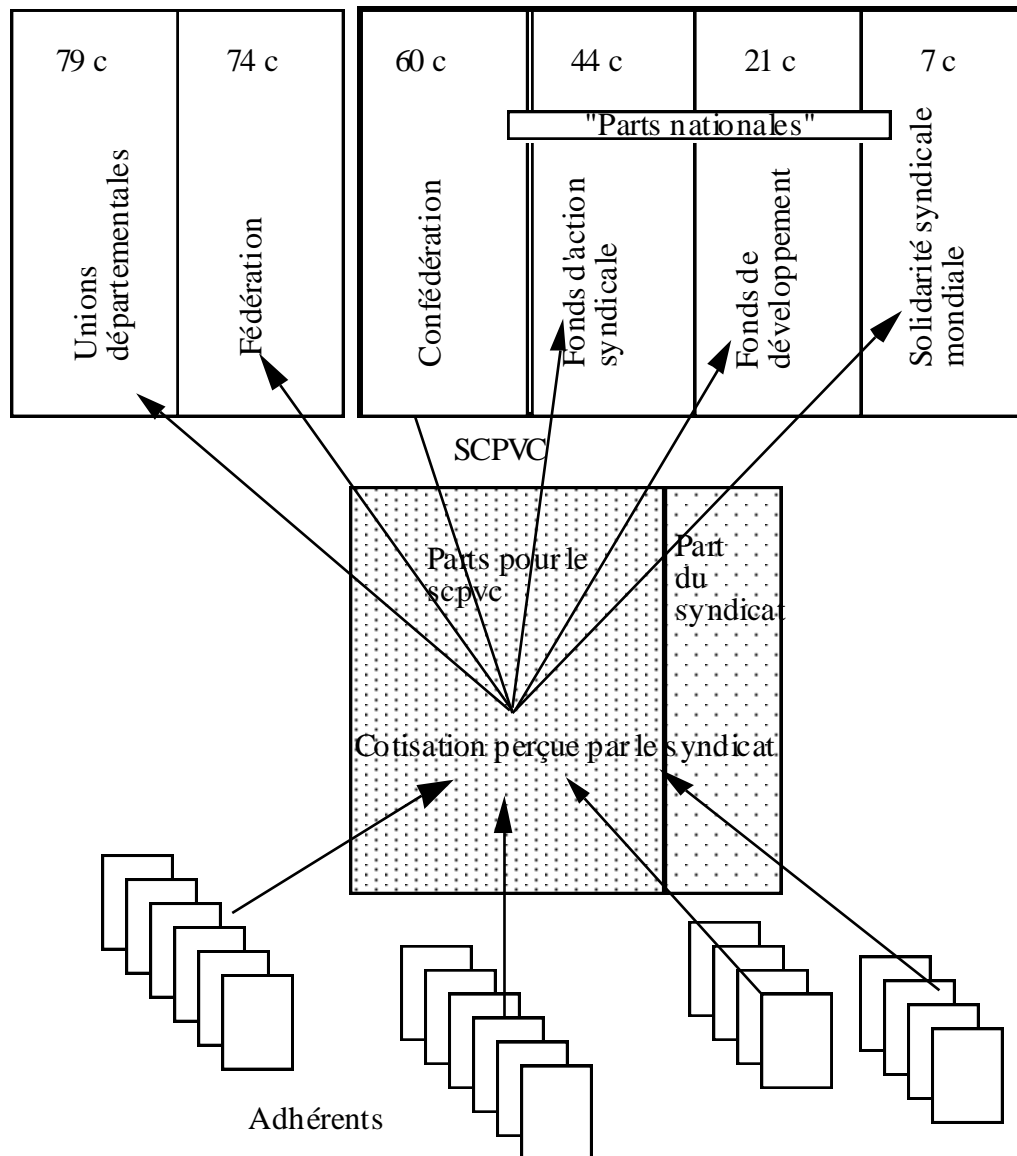 79 c
74 c
60 c
44 c
21 c
7 c
"Parts nationales"
Unions
départementales
Fédération
Confédération
Fonds d'action
syndicale
Fonds de
développement
Solidarité syndicale
mondiale
SCPVC
Parts pour le
scpvc
Part
du
syndicat
Cotisation perçue par le syndicat
Adhérents